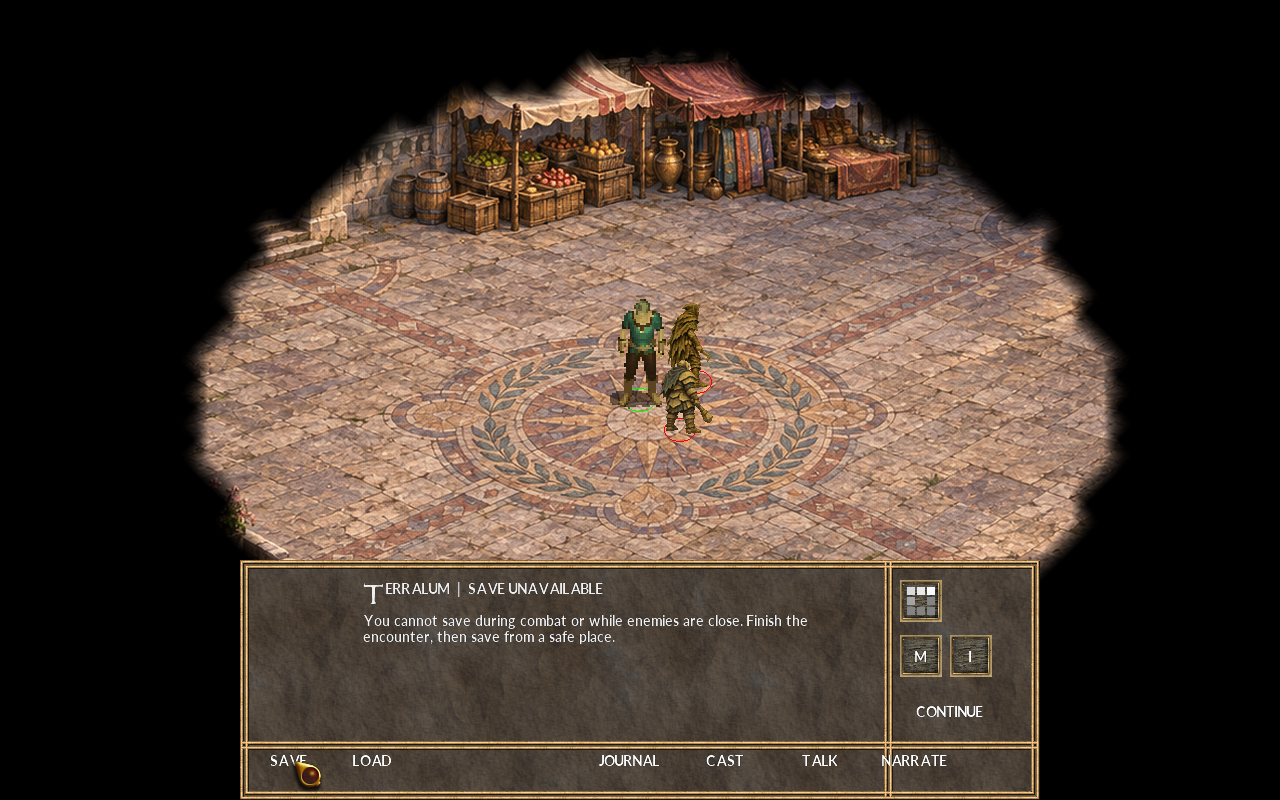 TERRALUM | SAVE UNAVAILABLE
You cannot save during combat or while enemies are close. Finish the
encounter, then save from a safe place.
M I
CONTINUE
SAVE LOAD JOURNAL CAST TALK NARRATE